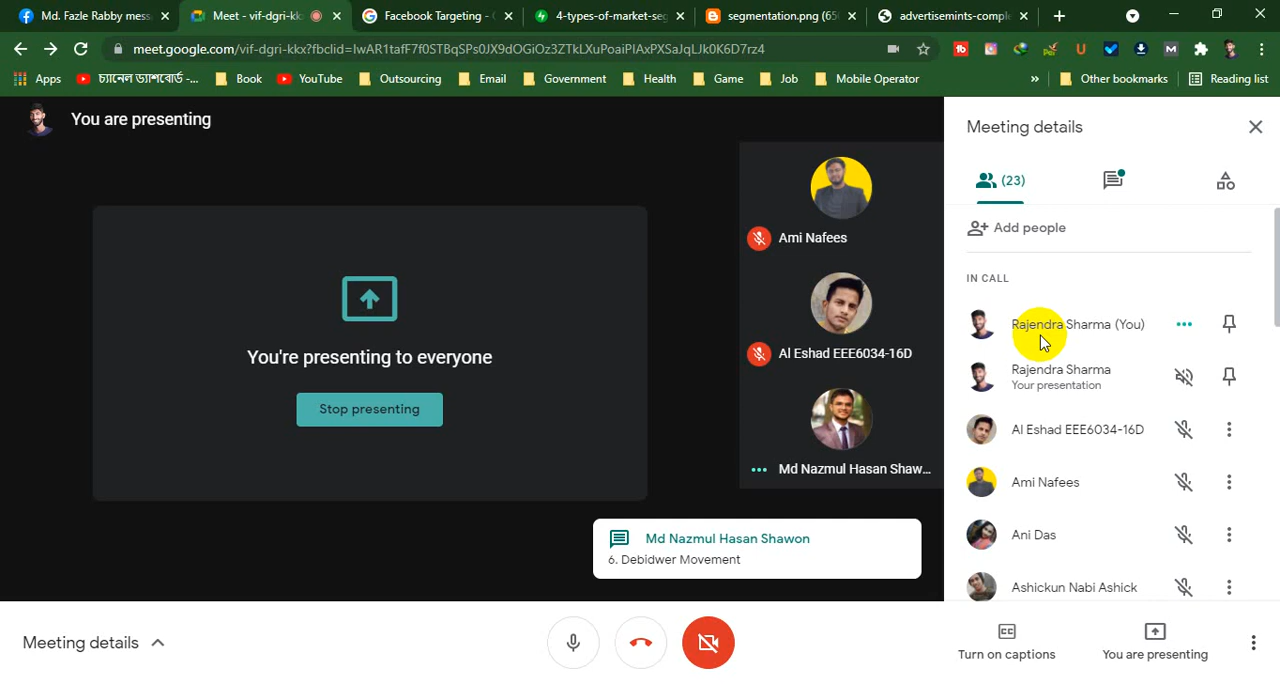 Md. Fazle Rabby mess
Meet - vif-dgri-kk
Facebook Targeting -
4-types-of-market-seg
segmentation.png (65
advertisemints-compl
meet.google.com/vif-dgri-kkx?fbclid=IwAR1tafF7f0STBqSPs0JX9dOGiOz3ZTkLXuPoaiPIAxPXSaJqLJk0K6D7rz4
Apps
চ্যানেল ড্যাশবোর্ড -...
Book
YouTube
Outsourcing
Email
Government
Health
Game
Job
Mobile Operator
»
Other bookmarks
Reading list
You are presenting
You're presenting to everyone
Stop presenting
Ami Nafees
Al Eshad EEE6034-16D
Md Nazmul Hasan Shaw...
Md Nazmul Hasan Shawon
6. Debidwer Movement
Meeting details
(23)
Add people
IN CALL
Rajendra Sharma (You)
Rajendra Sharma
Your presentation
Al Eshad EEE6034-16D
Ami Nafees
Ani Das
Ashickun Nabi Ashick
Meeting details
Turn on captions
You are presenting